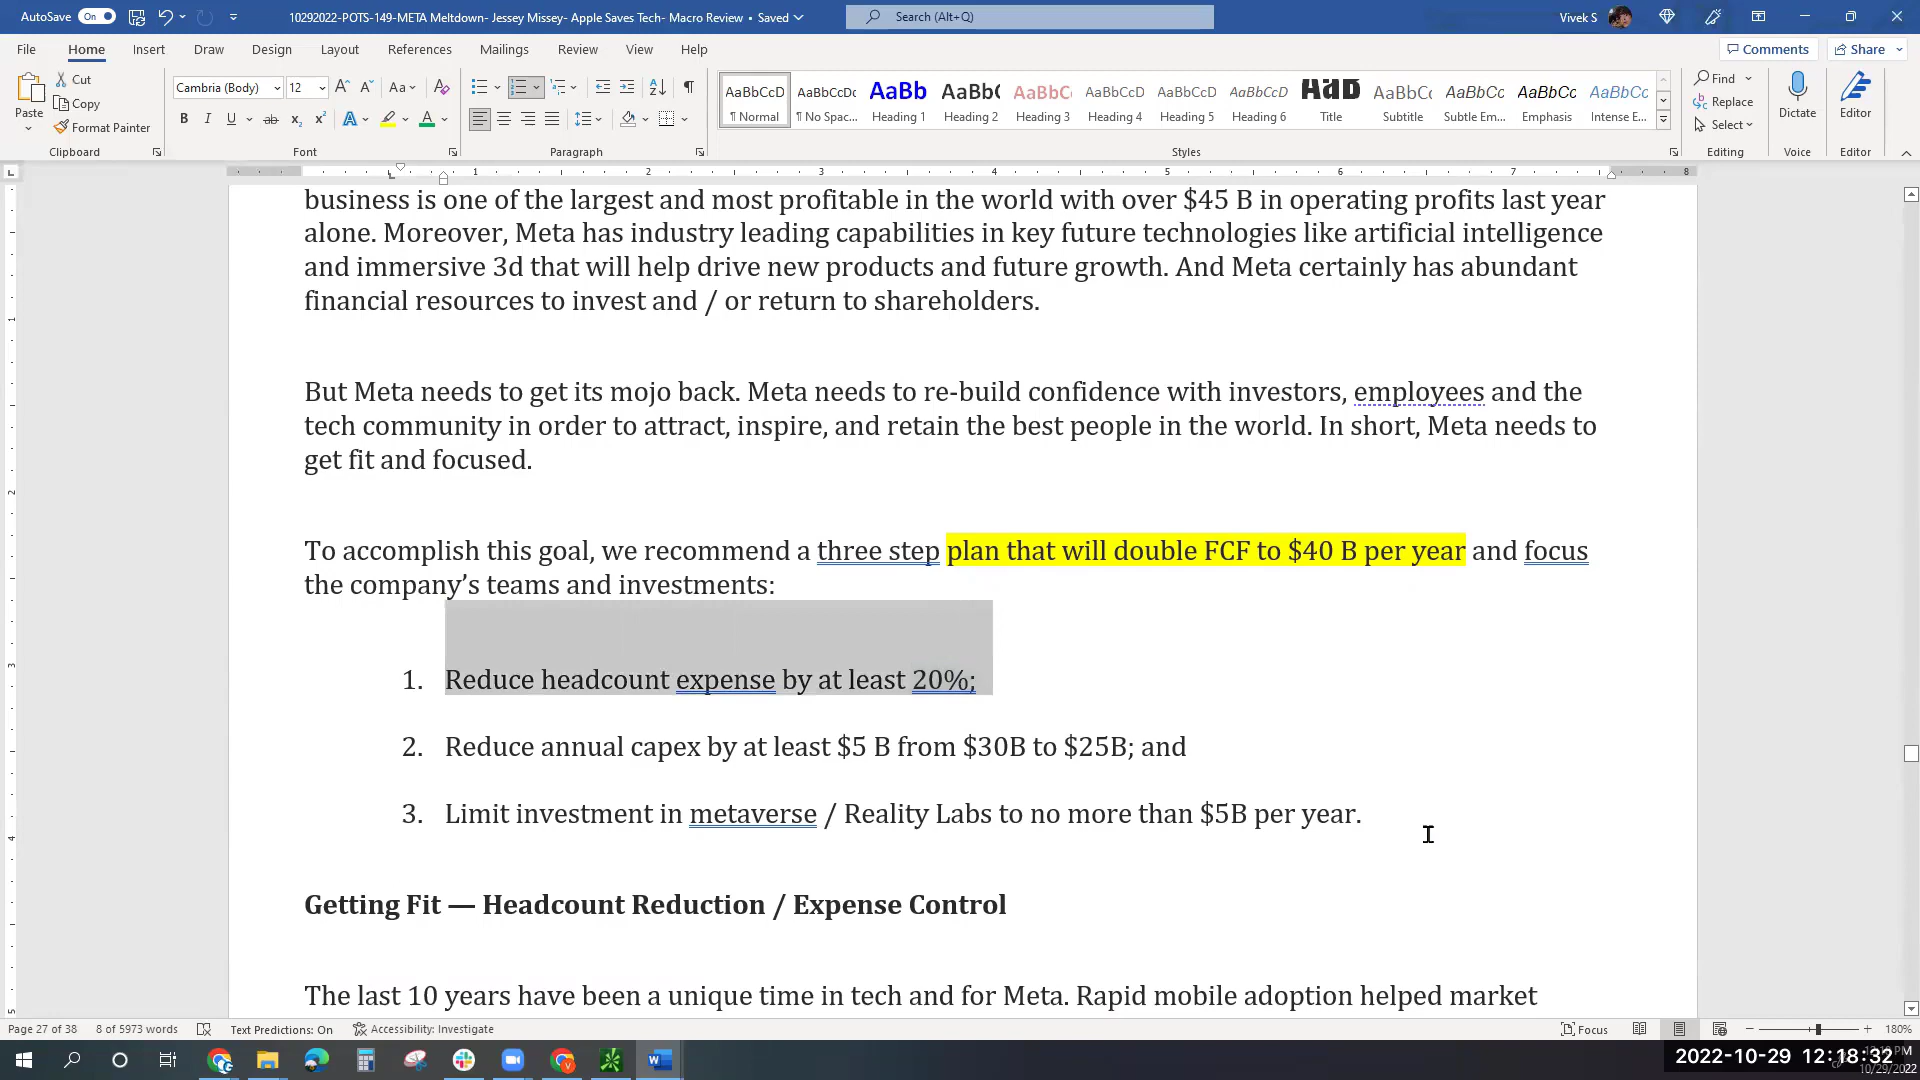 AutoSave On 10292022-POTS-149-META Meltdown- Jessey Missey- Apple Saves Tech- Macro Review • Saved Search (Alt+Q) Vivek S
File Home Insert Draw Design Layout References Mailings Review View Help Comments Share
Paste Cut Copy Format Painter
Clipboard
Cambria (Body) 12
Font
Paragraph
AaBbCcD AaBbCcDc AaBb AaBb( AaBbC( AaBbCcD AaBbCcD AaBbCcD AaB AaBbCc AaBbCc AaBbCc AaBbCc
¶ Normal ¶ No Spac... Heading 1 Heading 2 Heading 3 Heading 4 Heading 5 Heading 6 Title Subtitle Subtle Em... Emphasis Intense E...
Styles
Find
Replace
Select
Editing
Dictate
Voice
Editor
Editor
1 2 3 4 5 6 7 8
business is one of the largest and most profitable in the world with over $45 B in operating profits last year
alone. Moreover, Meta has industry leading capabilities in key future technologies like artificial intelligence
and immersive 3d that will help drive new products and future growth. And Meta certainly has abundant
financial resources to invest and / or return to shareholders.
But Meta needs to get its mojo back. Meta needs to re-build confidence with investors, employees and the
tech community in order to attract, inspire, and retain the best people in the world. In short, Meta needs to
get fit and focused.
To accomplish this goal, we recommend a three step plan that will double FCF to $40 B per year and focus
the company’s teams and investments:
1. Reduce headcount expense by at least 20%;
2. Reduce annual capex by at least $5 B from $30B to $25B; and
3. Limit investment in metaverse / Reality Labs to no more than $5B per year.
Getting Fit — Headcount Reduction / Expense Control
The last 10 years have been a unique time in tech and for Meta. Rapid mobile adoption helped market
Page 27 of 38 8 of 5973 words Text Predictions: On Accessibility: Investigate Focus 180%
2022-10-29 12:18:32
10/29/2022